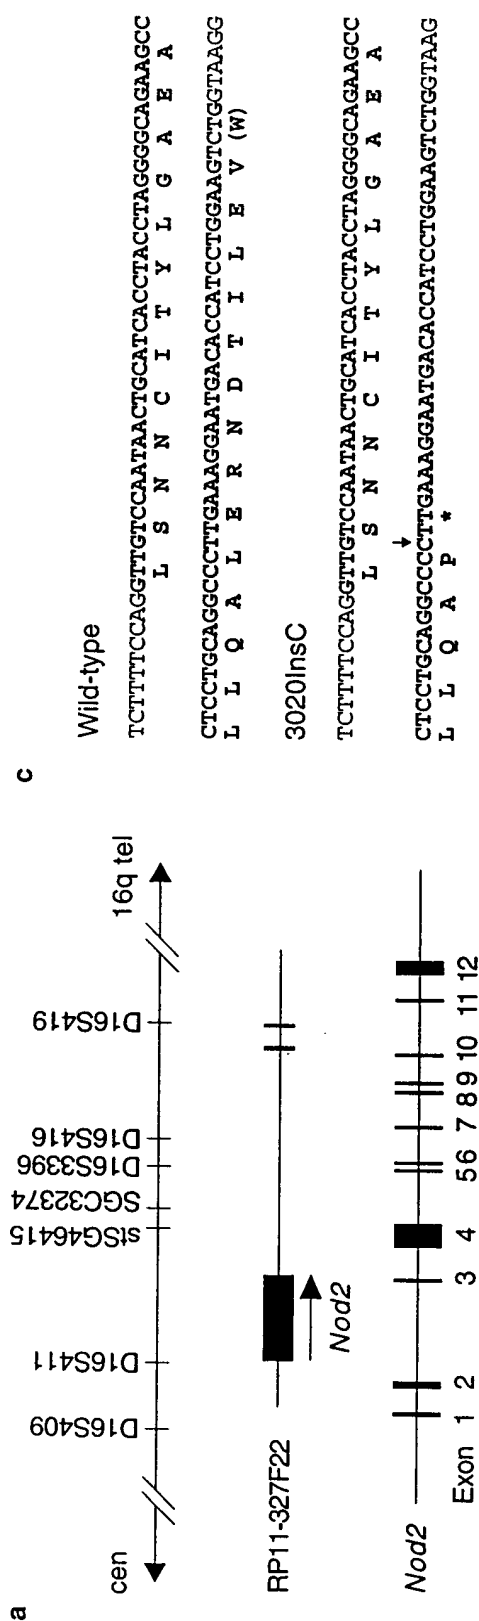 a
cen
16q tel
D16S409
D16S411
stSG46415
SGC32374
D16S3396
D16S416
D16S419
RP11-327F22
Nod2
Nod2
Exon 1 2 3 4 5 6 7 8 9 10 11 12
c
Wild-type
TCTTTTCCAGGTTGTCCAATAACTGCATCACCTACCTAGGGGCAGAAGCC
L S N N C I T Y L G A E A
CTCCTGCAGGCCCTTGAAAGGAATGACACCATCCTGGAAGTCTGGTAAGG
L L Q A L E R N D T I L E V (W)
3020InsC
TCTTTTCCAGGTTGTCCAATAACTGCATCACCTACCTAGGGGCAGAAGCC
L S N N C I T Y L G A E A
CTCCTGCAGGCCCCTTGAAAGGAATGACACCATCCTGGAAGTCTGGTAAG
L L Q A P *